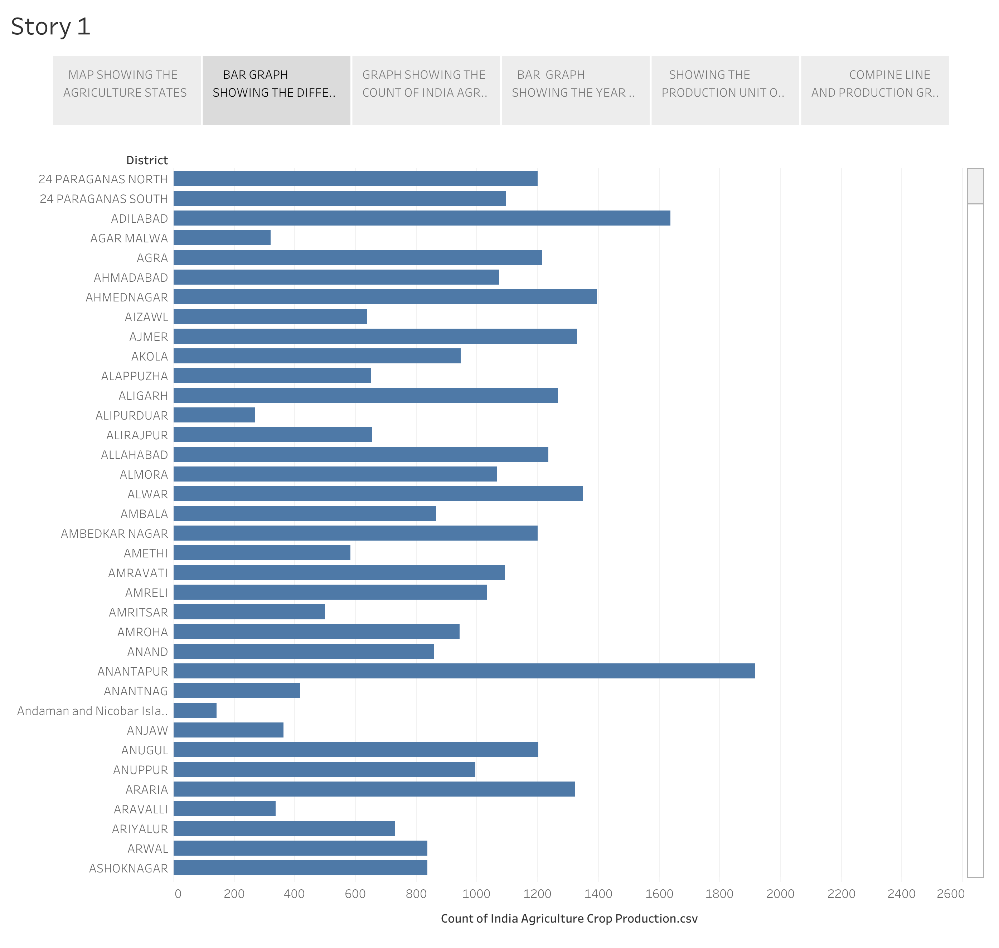 Story 1
MAP SHOWING THE
AGRICULTURE STATES
BAR GRAPH
SHOWING THE DIFFE..
GRAPH SHOWING THE
COUNT OF INDIA AGR..
BAR  GRAPH
SHOWING THE YEAR ..
SHOWING THE
PRODUCTION UNIT O..
COMPINE LINE
AND PRODUCTION GR..
District
24 PARAGANAS NORTH
24 PARAGANAS SOUTH
ADILABAD
AGAR MALWA
AGRA
AHMADABAD
AHMEDNAGAR
AIZAWL
AJMER
AKOLA
ALAPPUZHA
ALIGARH
ALIPURDUAR
ALIRAJPUR
ALLAHABAD
ALMORA
ALWAR
AMBALA
AMBEDKAR NAGAR
AMETHI
AMRAVATI
AMRELI
AMRITSAR
AMROHA
ANAND
ANANTAPUR
ANANTNAG
Andaman and Nicobar Isla..
ANJAW
ANUGUL
ANUPPUR
ARARIA
ARAVALLI
ARIYALUR
ARWAL
ASHOKNAGAR
0 200 400 600 800 1000 1200 1400 1600 1800 2000 2200 2400 2600
Count of India Agriculture Crop Production.csv